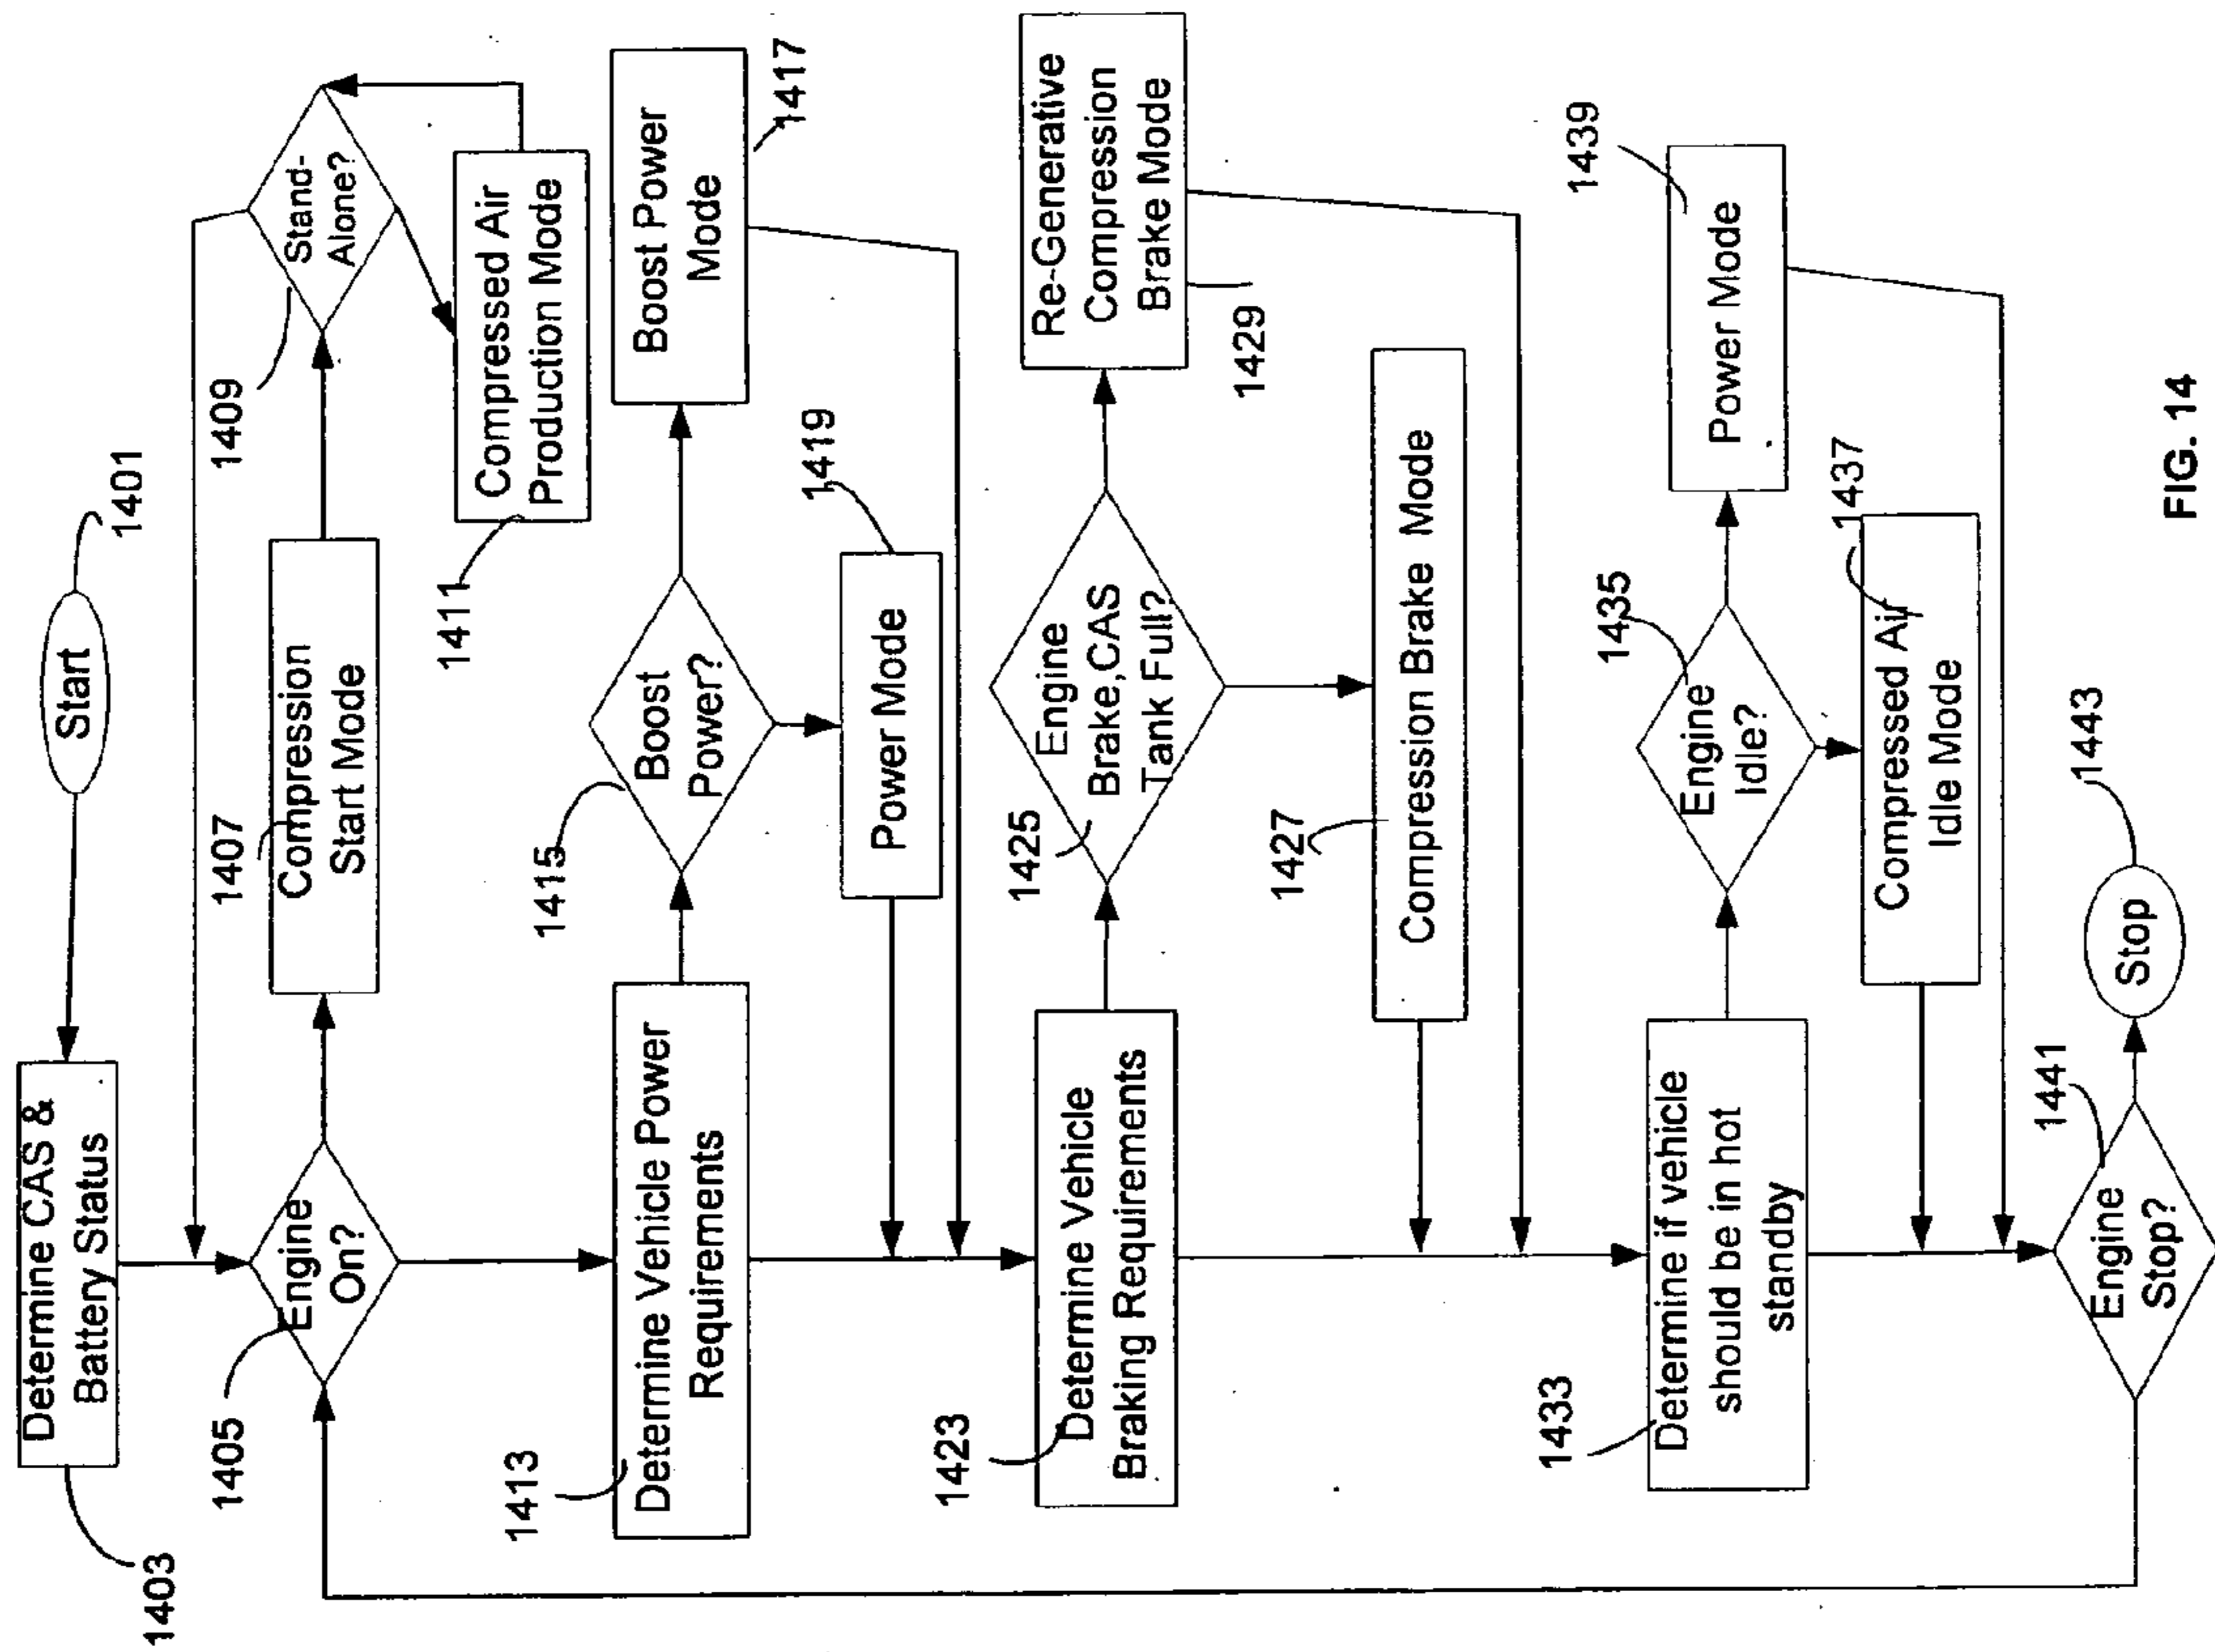 Start
1401
Determine CAS &
Battery Status
1403
Engine
On?
1405
Compression
Start Mode
1407
Stand-
Alone?
1409
Compressed Air
Production Mode
1411
Determine Vehicle Power
Requirements
1413
Boost
Power?
1415
Boost Power
Mode
1417
Power Mode
1419
Determine Vehicle
Braking Requirements
1423
Engine
Brake,CAS
Tank Full?
1425
Re-Generative
Compression
Brake Mode
1429
Compression Brake Mode
1427
Determine if vehicle
should be in hot
standby
1433
Engine
Idle?
1435
Power Mode
1439
Compressed Air
Idle Mode
1437
Engine
Stop?
1441
Stop
1443
FIG. 14